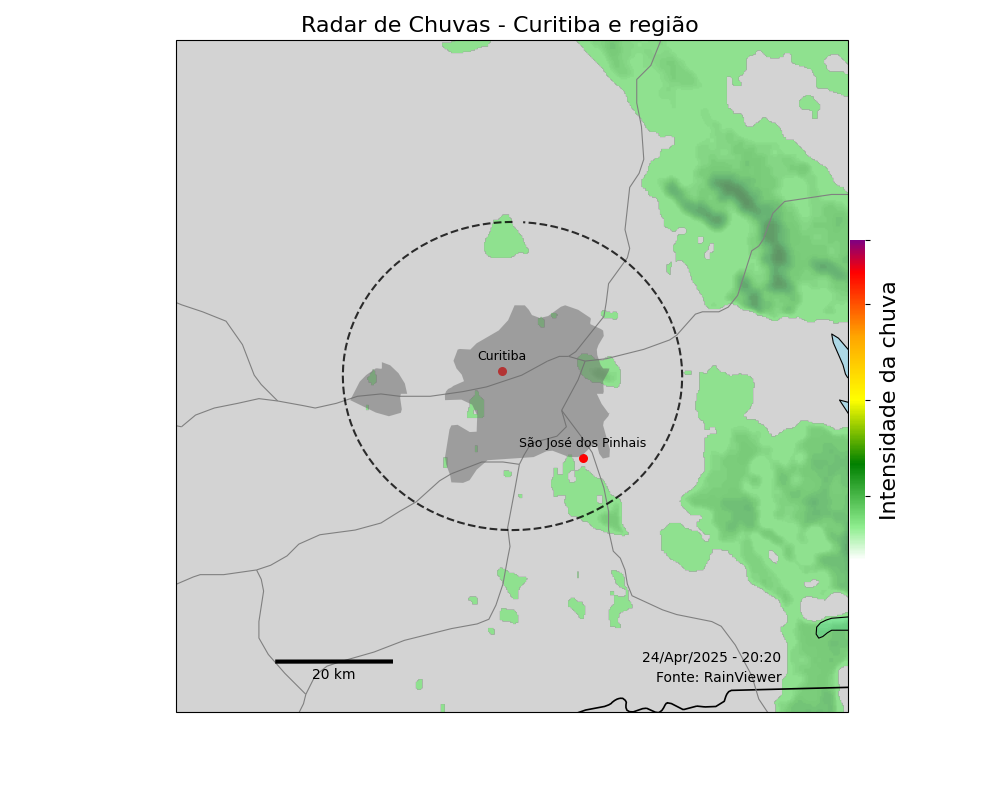 Radar de Chuvas - Curitiba e região
Curitiba
São José dos Pinhais
Intensidade da chuva
24/Apr/2025 - 20:20
Fonte: RainViewer
20 km